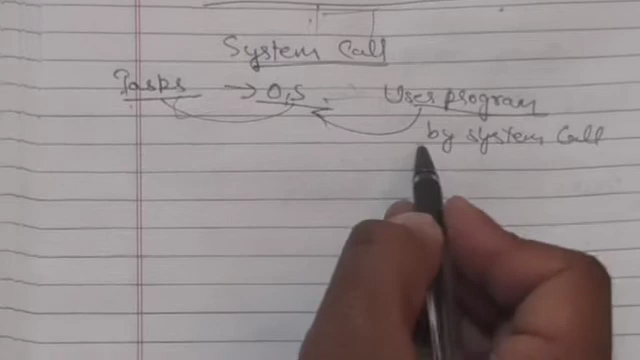 System Call
Tasks → O.S. User program
by system Call